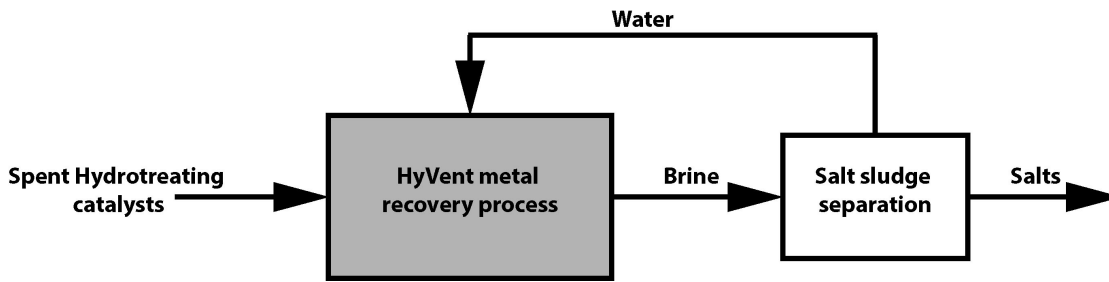 Water
Spent Hydrotreating
catalysts
HyVent metal
recovery process
Brine
Salt sludge
separation
Salts